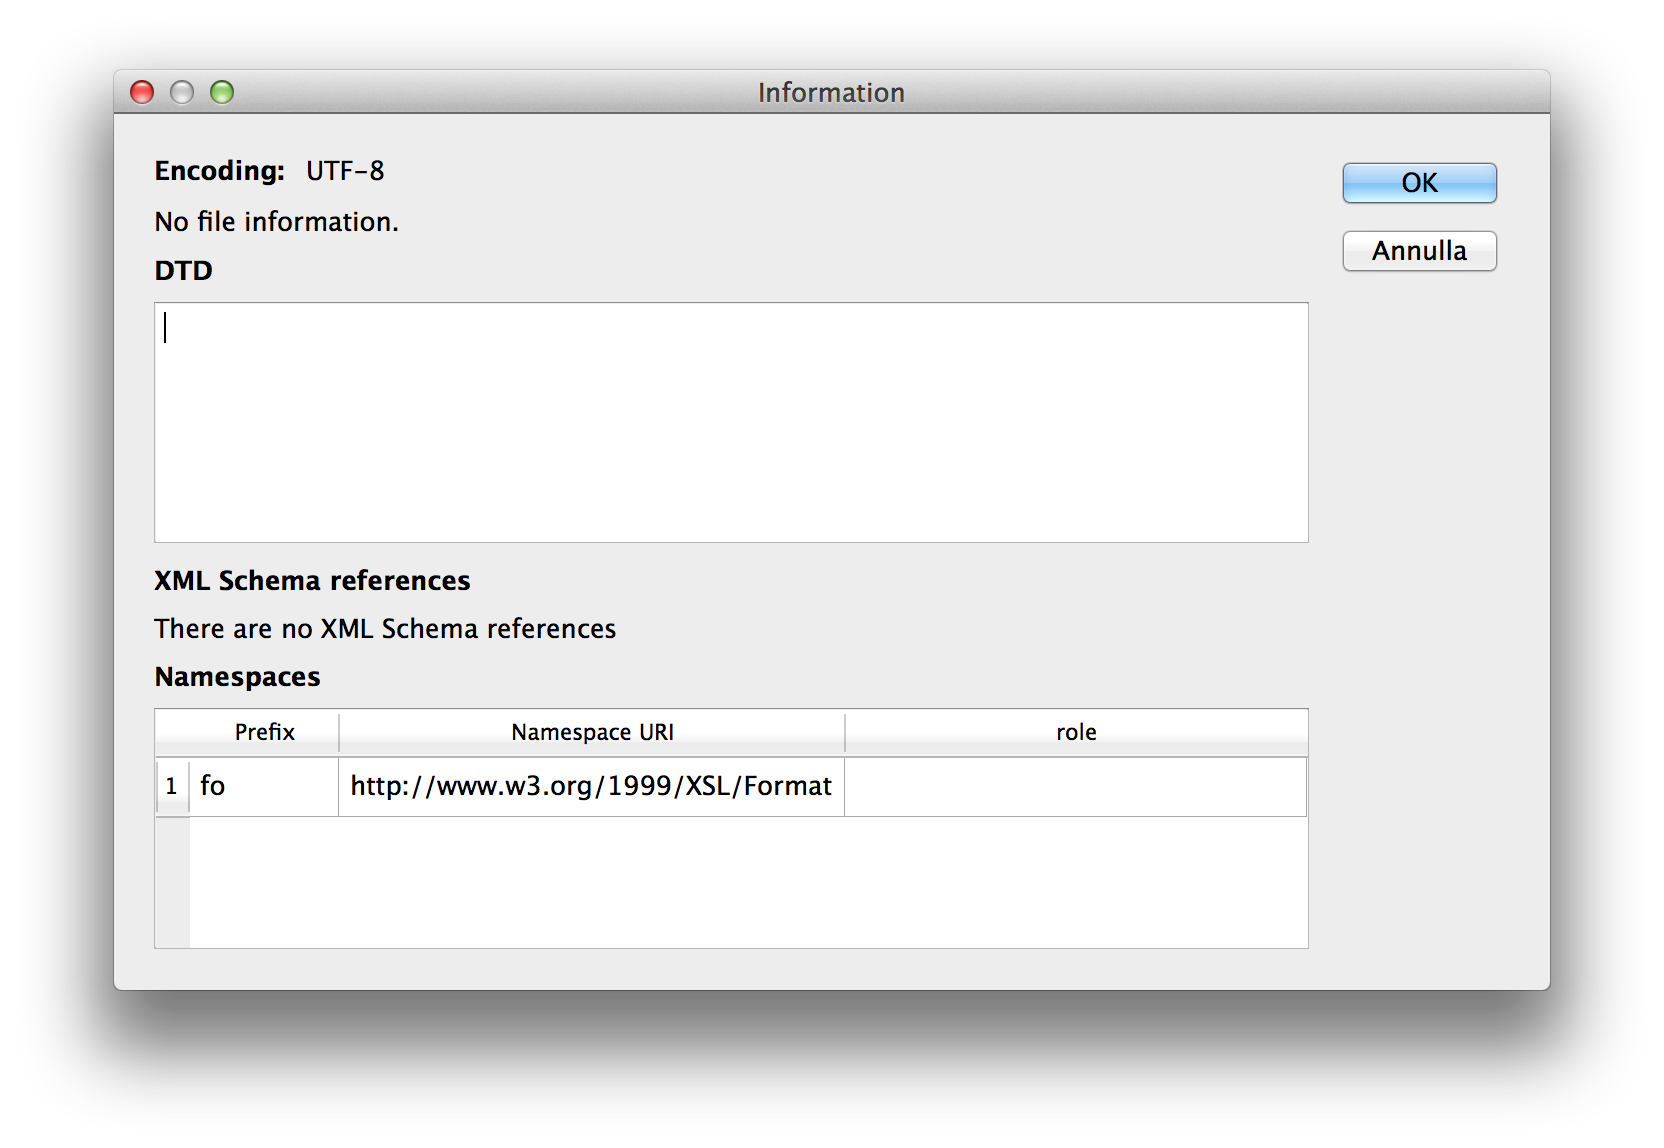 Information
Encoding: UTF-8
OK
No file information.
Annulla
DTD
XML Schema references
There are no XML Schema references
Namespaces
Prefix Namespace URI role
1 fo http://www.w3.org/1999/XSL/Format